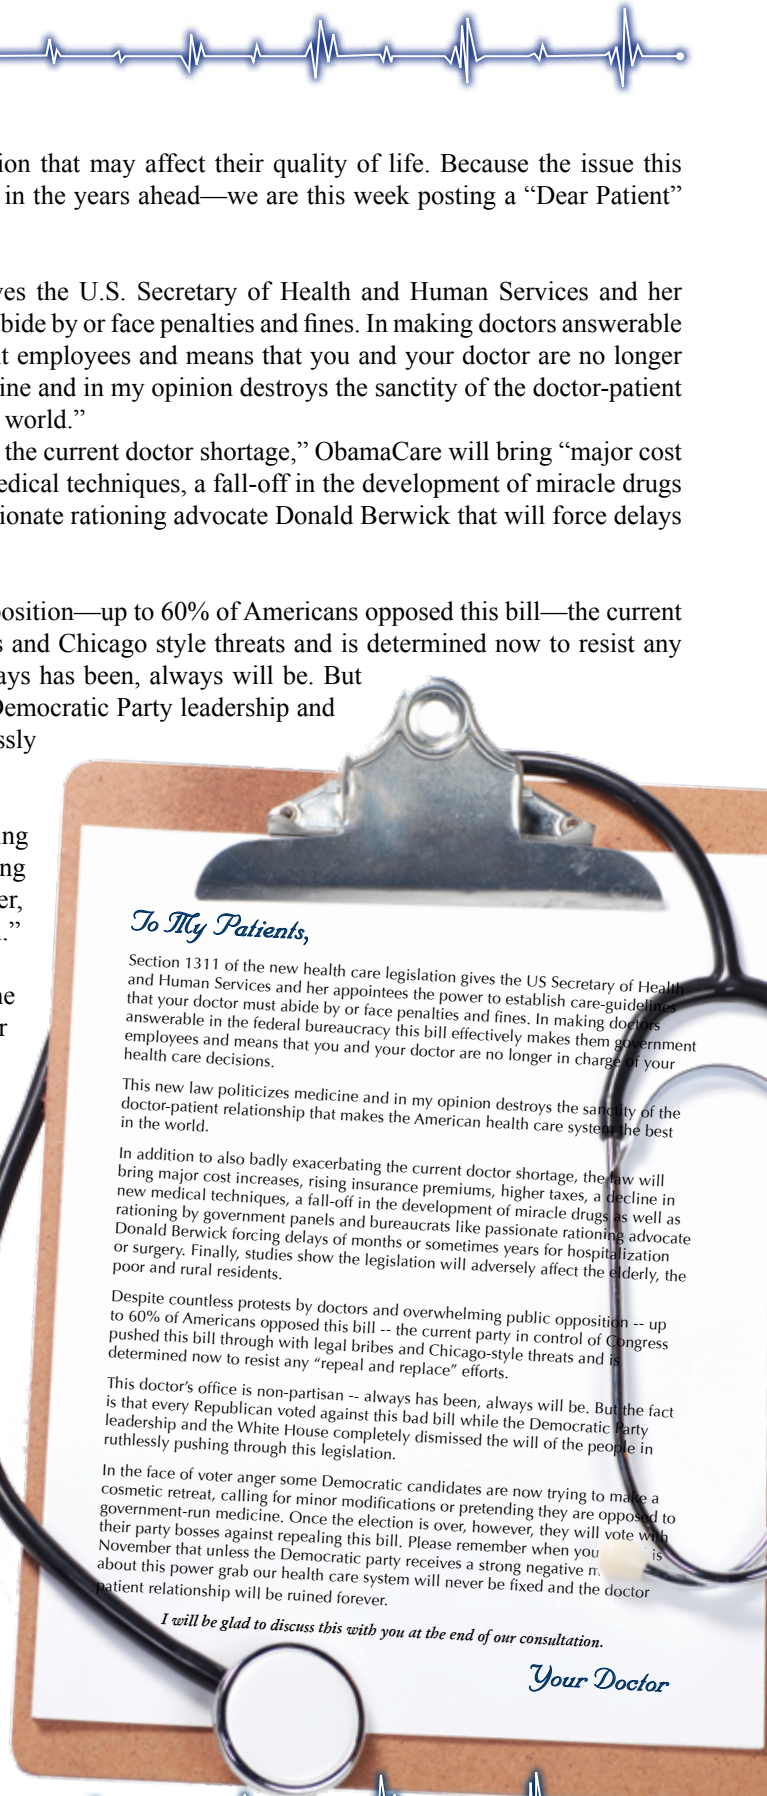 ion that may affect their quality of life. Because the issue this
in the years ahead—we are this week posting a “Dear Patient”
ves the U.S. Secretary of Health and Human Services and her
bide by or face penalties and fines. In making doctors answerable
t employees and means that you and your doctor are no longer
ine and in my opinion destroys the sanctity of the doctor-patient
world.”
the current doctor shortage,” ObamaCare will bring “major cost
edical techniques, a fall-off in the development of miracle drugs
ionate rationing advocate Donald Berwick that will force delays
position—up to 60% of Americans opposed this bill—the current
s and Chicago style threats and is determined now to resist any
ays has been, always will be. But
Democratic Party leadership and
ssly
ing
ng
er,
.”
he
r
To My Patients,
Section 1311 of the new health care legislation gives the US Secretary of Health
and Human Services and her appointees the power to establish care-guidelines
that your doctor must abide by or face penalties and fines. In making doctors
answerable in the federal bureaucracy this bill effectively makes them government
employees and means that you and your doctor are no longer in charge of your
health care decisions.
This new law politicizes medicine and in my opinion destroys the sanctity of the
doctor-patient relationship that makes the American health care system the best
in the world.
In addition to also badly exacerbating the current doctor shortage, the law will
bring major cost increases, rising insurance premiums, higher taxes, a decline in
new medical techniques, a fall-off in the development of miracle drugs as well as
rationing by government panels and bureaucrats like passionate rationing advocate
Donald Berwick forcing delays of months or sometimes years for hospitalization
or surgery. Finally, studies show the legislation will adversely affect the elderly, the
poor and rural residents.
Despite countless protests by doctors and overwhelming public opposition -- up
to 60% of Americans opposed this bill -- the current party in control of Congress
pushed this bill through with legal bribes and Chicago-style threats and is
determined now to resist any “repeal and replace” efforts.
This doctor’s office is non-partisan -- always has been, always will be. But the fact
is that every Republican voted against this bad bill while the Democratic Party
leadership and the White House completely dismissed the will of the people in
ruthlessly pushing through this legislation.
In the face of voter anger some Democratic candidates are now trying to make a
cosmetic retreat, calling for minor modifications or pretending they are opposed to
government-run medicine. Once the election is over, however, they will vote with
their party bosses against repealing this bill. Please remember when you is
November that unless the Democratic party receives a strong negative
about this power grab our health care system will never be fixed and the doctor
patient relationship will be ruined forever.
I will be glad to discuss this with you at the end of our consultation.
Your Doctor